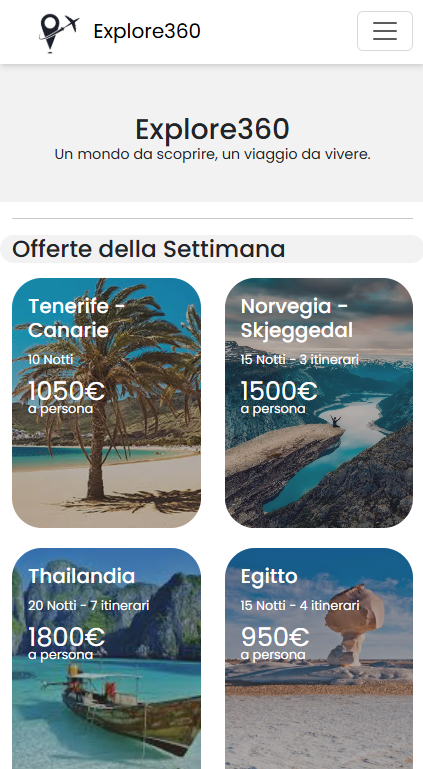 Explore360
Explore360
Un mondo da scoprire, un viaggio da vivere.
Offerte della Settimana
Tenerife -
Canarie
10 Notti
1050€
a persona
Norvegia -
Skjeggedal
15 Notti - 3 itinerari
1500€
a persona
Thailandia
20 Notti - 7 itinerari
1800€
a persona
Egitto
15 Notti - 4 itinerari
950€
a persona